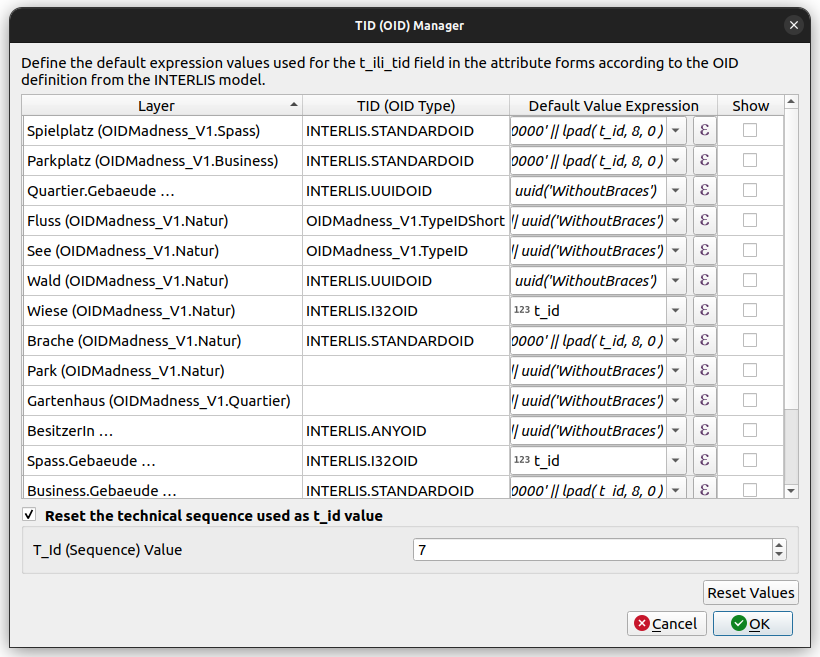 TID (OID) Manager
Define the default expression values used for the t_ili_tid field in the attribute forms according to the OID
definition from the INTERLIS model.
Layer TID (OID Type) Default Value Expression Show
Spielplatz (OIDMadness_V1.Spass) INTERLIS.STANDARDOID 0000' || lpad( t_id, 8, 0 ) ε
Parkplatz (OIDMadness_V1.Business) INTERLIS.STANDARDOID 0000' || lpad( t_id, 8, 0 ) ε
Quartier.Gebaeude … INTERLIS.UUIDOID uuid('WithoutBraces') ε
Fluss (OIDMadness_V1.Natur) OIDMadness_V1.TypeIDShort || uuid('WithoutBraces') ε
See (OIDMadness_V1.Natur) OIDMadness_V1.TypeID || uuid('WithoutBraces') ε
Wald (OIDMadness_V1.Natur) INTERLIS.UUIDOID uuid('WithoutBraces') ε
Wiese (OIDMadness_V1.Natur) INTERLIS.I32OID 123 t_id ε
Brache (OIDMadness_V1.Natur) INTERLIS.STANDARDOID 0000' || lpad( t_id, 8, 0 ) ε
Park (OIDMadness_V1.Natur) || uuid('WithoutBraces') ε
Gartenhaus (OIDMadness_V1.Quartier) || uuid('WithoutBraces') ε
BesitzerIn … INTERLIS.ANYOID || uuid('WithoutBraces') ε
Spass.Gebaeude … INTERLIS.I32OID 123 t_id ε
Business.Gebaeude … INTERLIS.STANDARDOID 0000' || lpad( t_id, 8, 0 ) ε
Reset the technical sequence used as t_id value
T_Id (Sequence) Value 7
Reset Values
Cancel OK